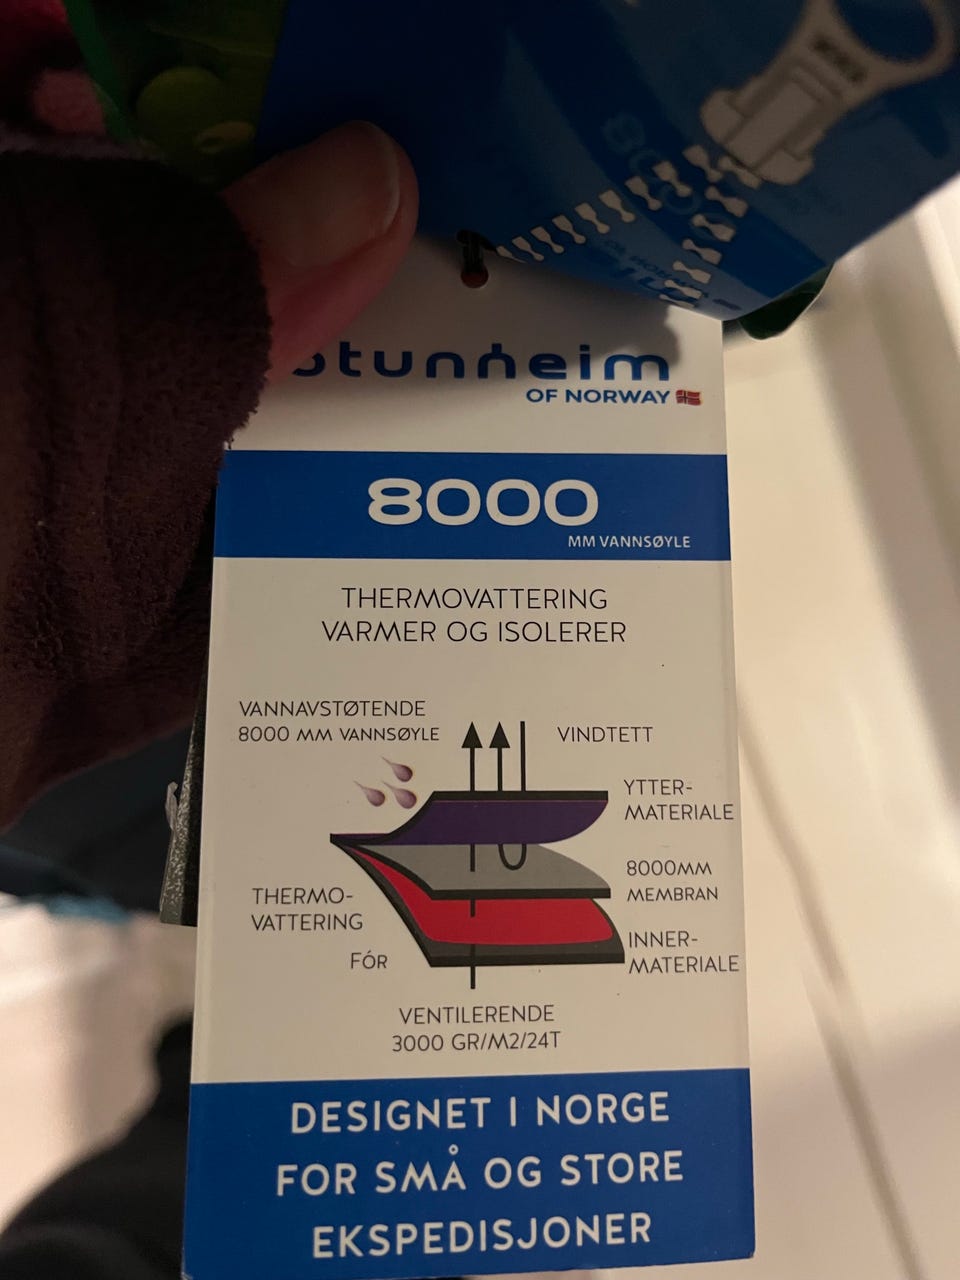 otunheim
OF NORWAY
8000
MM VANNSØYLE
THERMOVATTERING
VARMER OG ISOLERER
VANNAVSTØTENDE
8000 MM VANNSØYLE
VINDTETT
YTTER-
MATERIALE
8000MM
MEMBRAN
THERMO-
VATTERING
INNER-
MATERIALE
FÓR
VENTILERENDE
3000 GR/M2/24T
DESIGNET I NORGE
FOR SMÅ OG STORE
EKSPEDISJONER